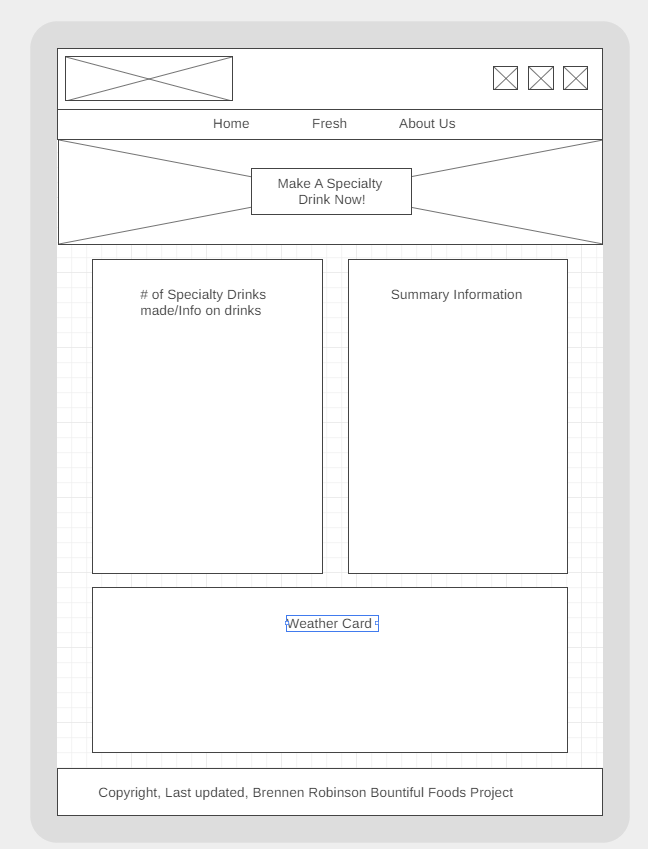 Home Fresh About Us
Make A Specialty
Drink Now!
# of Specialty Drinks
made/Info on drinks
Summary Information
Weather Card
Copyright, Last updated, Brennen Robinson Bountiful Foods Project